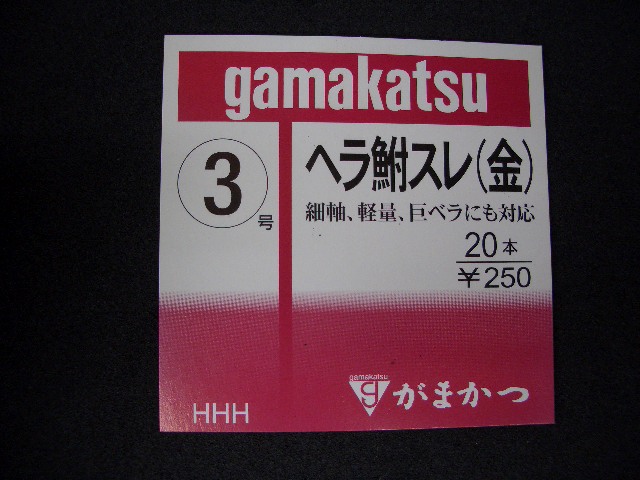 gamakatsu
3号
ヘラ鮒スレ(金)
細軸、軽量、巨ベラにも対応
20本
¥250
gamakatsu
g がまかつ
HHH